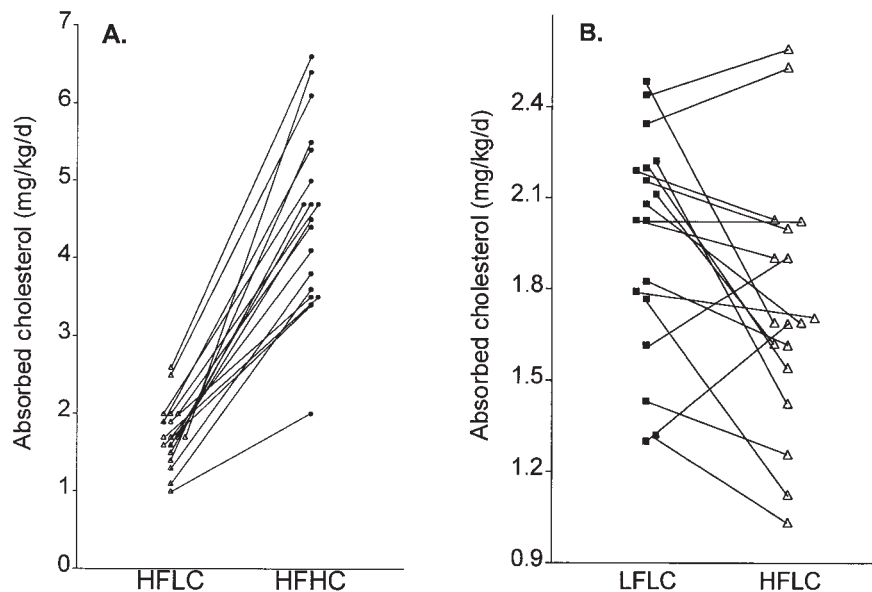 A.
Absorbed cholesterol (mg/kg/d)
7
6
5
4
3
2
1
0
HFLC HFHC
B.
Absorbed cholesterol (mg/kg/d)
2.4
2.1
1.8
1.5
1.2
0.9
LFLC HFLC